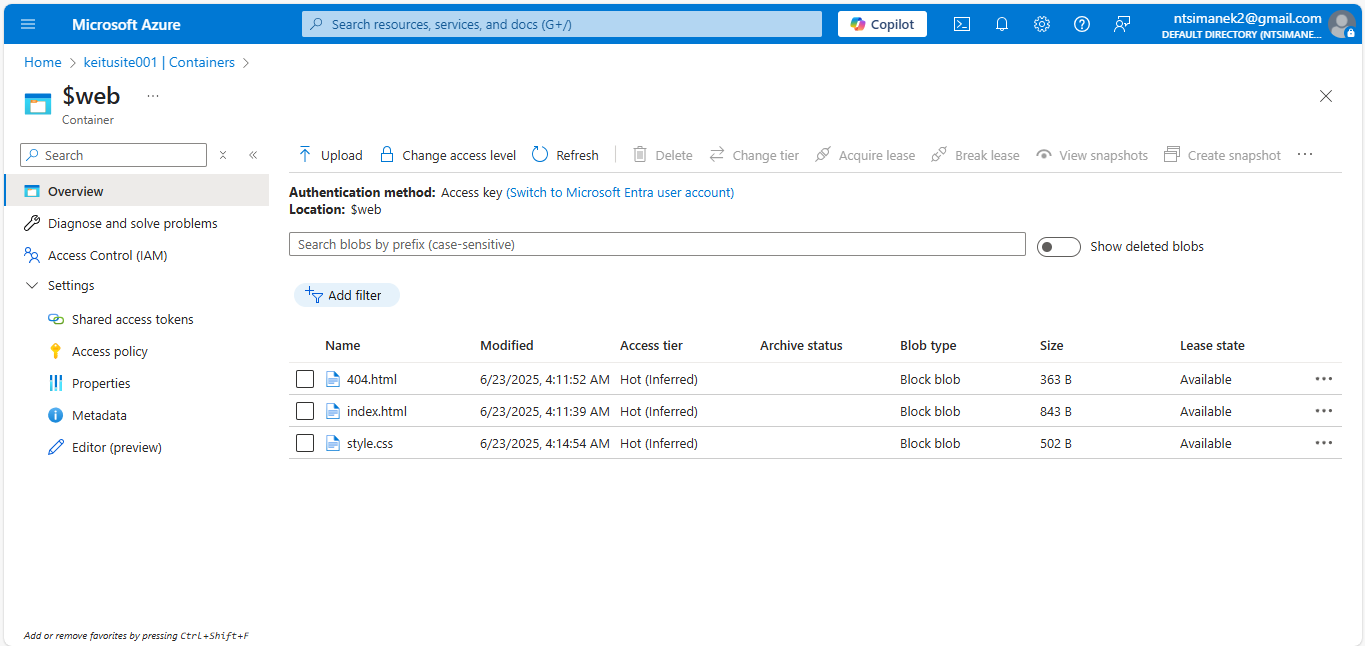 Microsoft Azure
Search resources, services, and docs (G+/)
Copilot
ntsimanek2@gmail.com
DEFAULT DIRECTORY (NTSIMANE...
Home > keitusite001 | Containers >
$web ...
Container
Search
Upload Change access level Refresh Delete Change tier Acquire lease Break lease View snapshots Create snapshot ...
Overview
Diagnose and solve problems
Access Control (IAM)
Settings
Shared access tokens
Access policy
Properties
Metadata
Editor (preview)
Authentication method: Access key (Switch to Microsoft Entra user account)
Location: $web
Search blobs by prefix (case-sensitive)
Show deleted blobs
Add filter
Name Modified Access tier Archive status Blob type Size Lease state
404.html 6/23/2025, 4:11:52 AM Hot (Inferred) Block blob 363 B Available
index.html 6/23/2025, 4:11:39 AM Hot (Inferred) Block blob 843 B Available
style.css 6/23/2025, 4:14:54 AM Hot (Inferred) Block blob 502 B Available
Add or remove favorites by pressing Ctrl+Shift+F